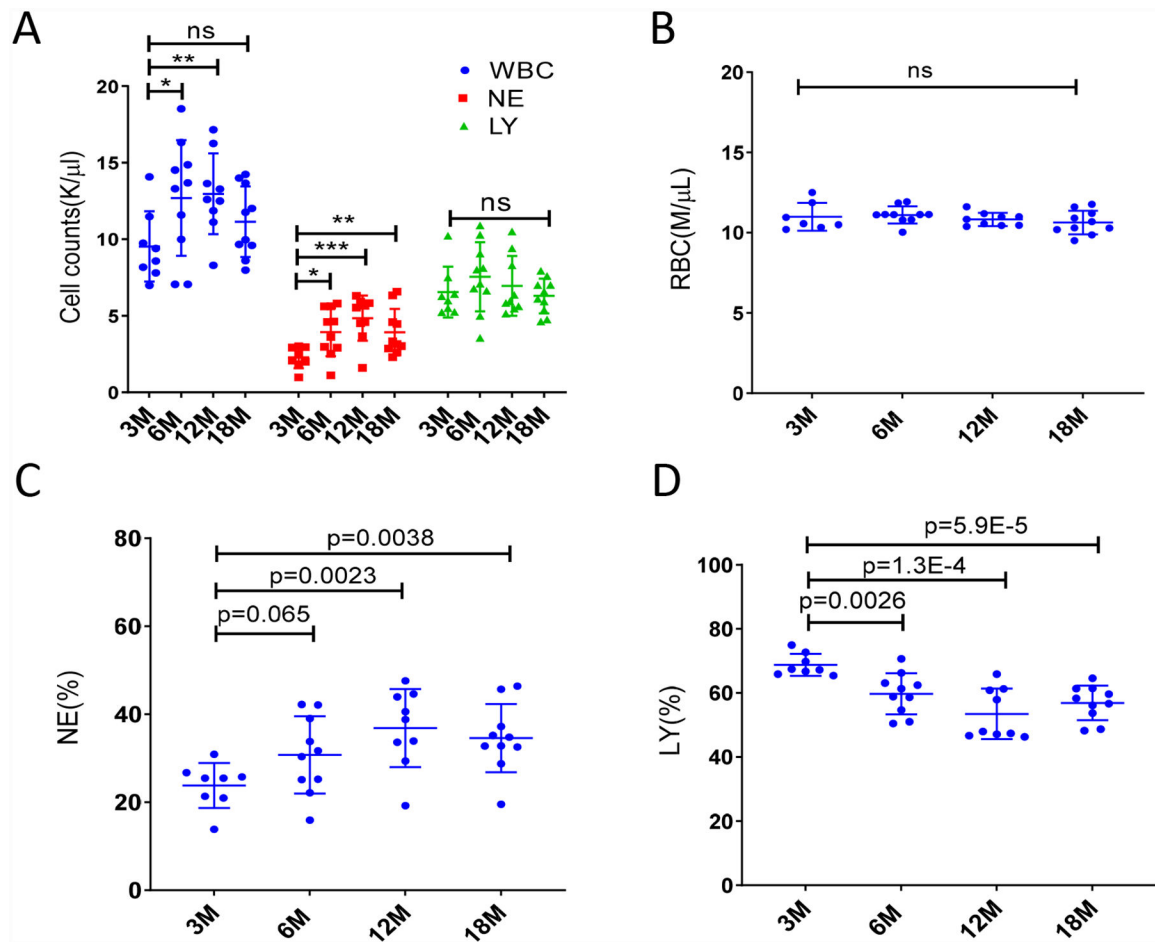 A
ns
**
*
WBC
NE
LY
**
***
*
ns
Cell counts(K/μl)
20
15
10
5
0
3M 6M 12M 18M 3M 6M 12M 18M 3M 6M 12M 18M
B
ns
RBC(M/μL)
20
15
10
5
0
3M 6M 12M 18M
C
p=0.0038
p=0.0023
p=0.065
NE(%)
80
60
40
20
0
3M 6M 12M 18M
D
p=5.9E-5
p=1.3E-4
p=0.0026
LY(%)
100
80
60
40
20
0
3M 6M 12M 18M